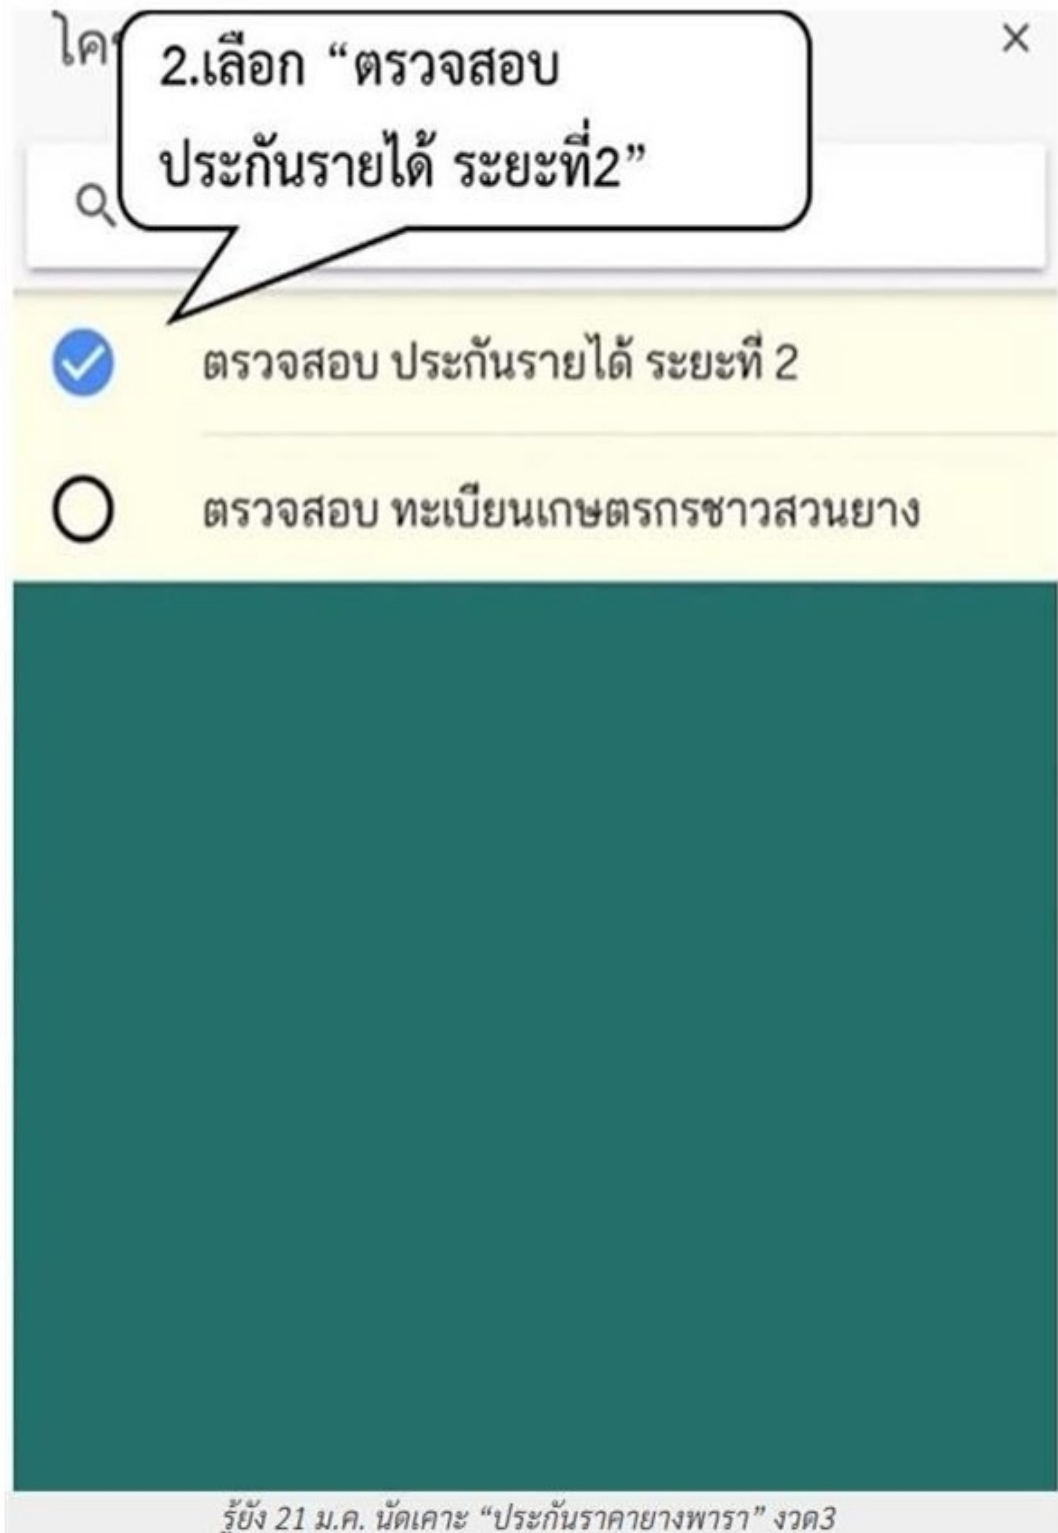 2.เลือก “ตรวจสอบ
ประกันรายได้ ระยะที่2”
ตรวจสอบ ประกันรายได้ ระยะที่ 2
ตรวจสอบ ทะเบียนเกษตรกรชาวสวนยาง
รู้ยัง 21 ม.ค. นัดเคาะ “ประกันราคายางพารา” งวด3